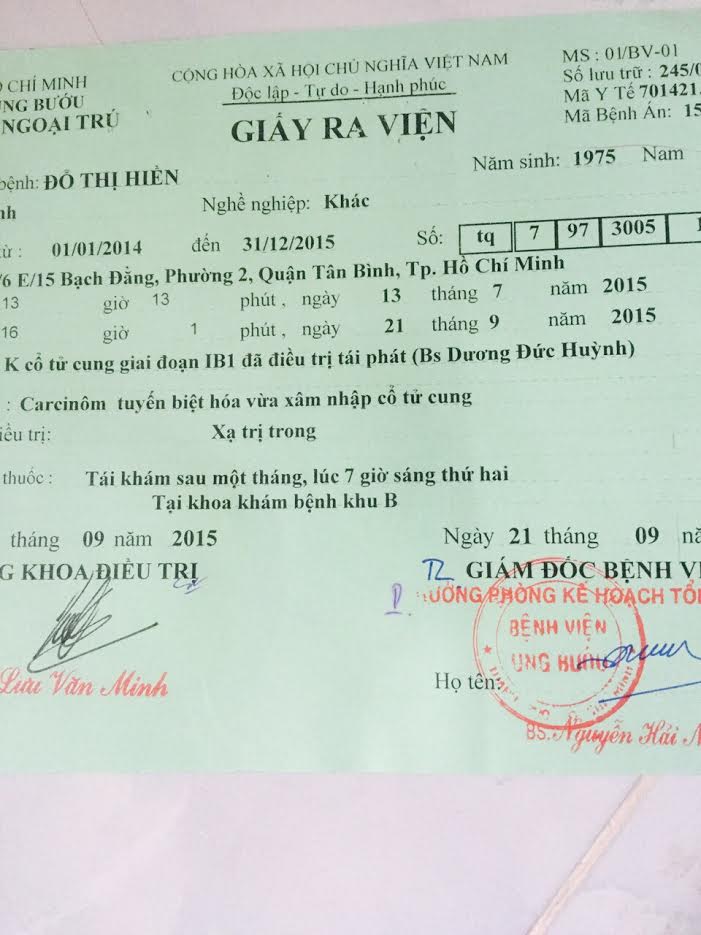 CHÍ MINH
UNG BƯỚU
NGOẠI TRÚ
CỘNG HÒA XÃ HỘI CHỦ NGHĨA VIỆT NAM
Độc lập - Tự do - Hạnh phúc
GIẤY RA VIỆN
MS : 01/BV-01
Số lưu trữ : 245/0
Mã Y Tế 701421
Mã Bệnh Án: 15
bệnh: ĐỖ THỊ HIỀN
Năm sinh: 1975 Nam
nh
Nghề nghiệp: Khác
từ : 01/01/2014 đến 31/12/2015 Số: tq 7 97 3005
/6 E/15 Bạch Đằng, Phường 2, Quận Tân Bình, Tp. Hồ Chí Minh
13 giờ 13 phút , ngày 13 tháng 7 năm 2015
16 giờ 1 phút , ngày 21 tháng 9 năm 2015
K cổ tử cung giai đoạn IB1 đã điều trị tái phát (Bs Dương Đức Huỳnh)
: Carcinôm tuyến biệt hóa vừa xâm nhập cổ tử cung
iều trị: Xạ trị trong
thuốc : Tái khám sau một tháng, lúc 7 giờ sáng thứ hai
Tại khoa khám bệnh khu B
tháng 09 năm 2015
Ngày 21 tháng 09 nă
G KHOA ĐIỀU TRỊ
TL GIÁM ĐỐC BỆNH VI
P. TRƯỞNG PHÒNG KẾ HOẠCH TỔN
BỆNH VIỆN
UNG BƯỚU
Lưu Văn Minh
Họ tên:
BS. Nguyễn Hải N